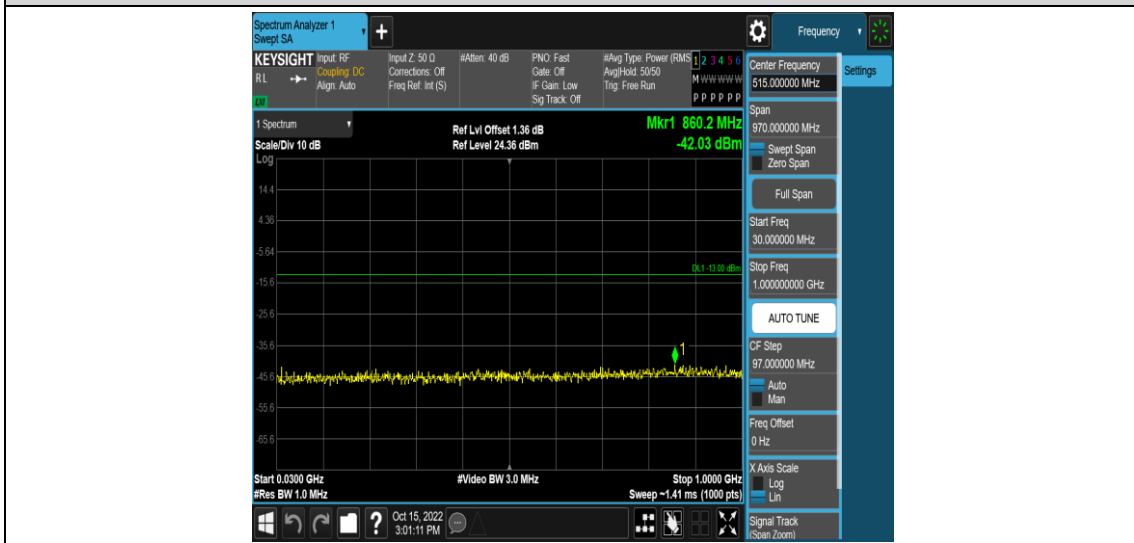 Spectrum Analyzer 1
Swept SA
+
Frequency
KEYSIGHT
RL
LXI
Input: RF
Coupling: DC
Align: Auto
Input Z: 50 Ω
Corrections: Off
Freq Ref: Int (S)
#Atten: 40 dB
PNO: Fast
Gate: Off
IF Gain: Low
Sig Track: Off
#Avg Type: Power (RMS
Avg|Hold: 50/50
Trig: Free Run
1 2 3 4 5 6
M W W W W W
P P P P P P
Center Frequency
515.000000 MHz
Settings
Span
970.000000 MHz
Swept Span
Zero Span
Full Span
Start Freq
30.000000 MHz
Stop Freq
1.000000000 GHz
AUTO TUNE
CF Step
97.000000 MHz
Auto
Man
Freq Offset
0 Hz
X Axis Scale
Log
Lin
Signal Track
(Span Zoom)
1 Spectrum
Scale/Div 10 dB
Ref Lvl Offset 1.36 dB
Ref Level 24.36 dBm
Mkr1 860.2 MHz
-42.03 dBm
Log
14.4
4.36
-5.64
DL1 -13.00 dBm
-15.6
-25.6
-35.6
1
-45.6
-55.6
-65.6
Start 0.0300 GHz
#Res BW 1.0 MHz
#Video BW 3.0 MHz
Stop 1.0000 GHz
Sweep ~1.41 ms (1000 pts)
?
Oct 15, 2022
3:01:11 PM